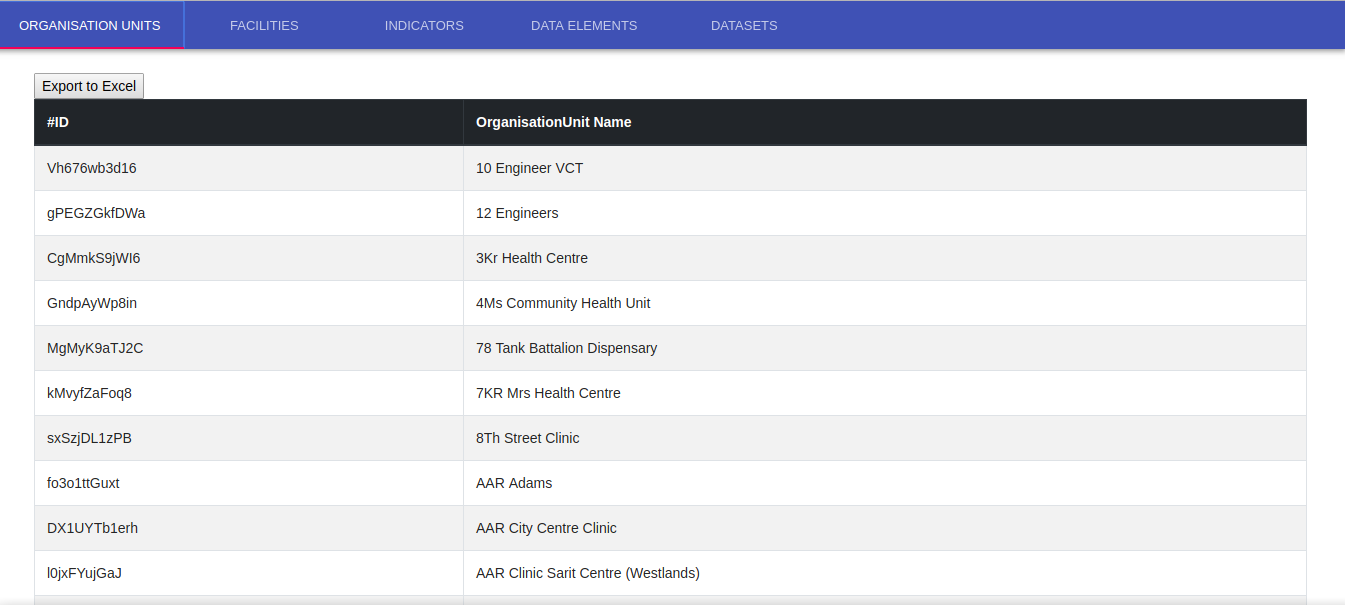 ORGANISATION UNITS FACILITIES INDICATORS DATA ELEMENTS DATASETS
Export to Excel
#ID OrganisationUnit Name
Vh676wb3d16 10 Engineer VCT
gPEGZGkfDWa 12 Engineers
CgMmkS9jWI6 3Kr Health Centre
GndpAyWp8in 4Ms Community Health Unit
MgMyK9aTJ2C 78 Tank Battalion Dispensary
kMvyfZaFoq8 7KR Mrs Health Centre
sxSzjDL1zPB 8Th Street Clinic
fo3o1ttGuxt AAR Adams
DX1UYTb1erh AAR City Centre Clinic
l0jxFYujGaJ AAR Clinic Sarit Centre (Westlands)